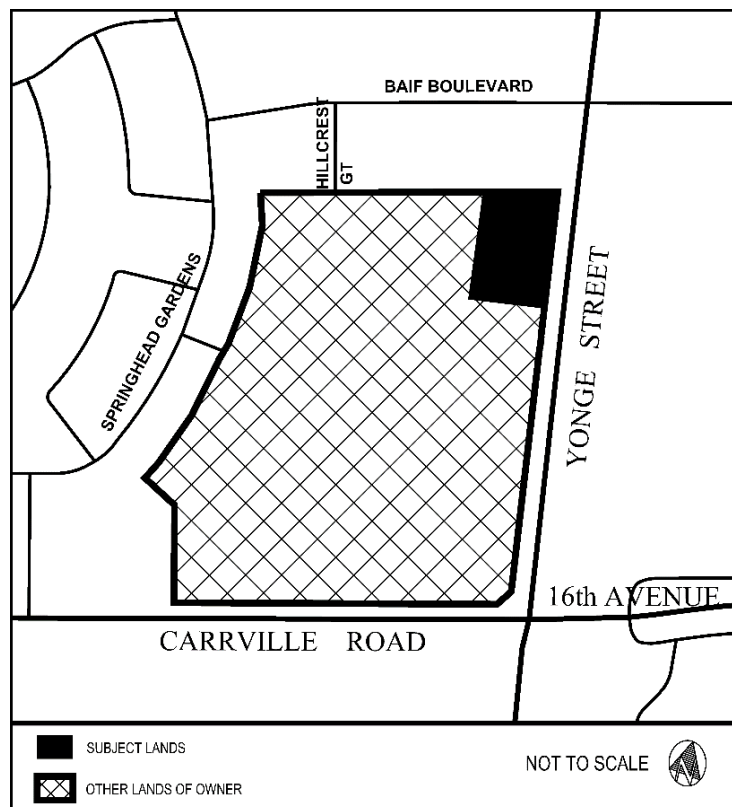 BAIF BOULEVARD
HILLCREST
GT
SPRINGHEAD GARDENS
YONGE STREET
16th AVENUE
CARRVILLE ROAD
SUBJECT LANDS
NOT TO SCALE
OTHER LANDS OF OWNER